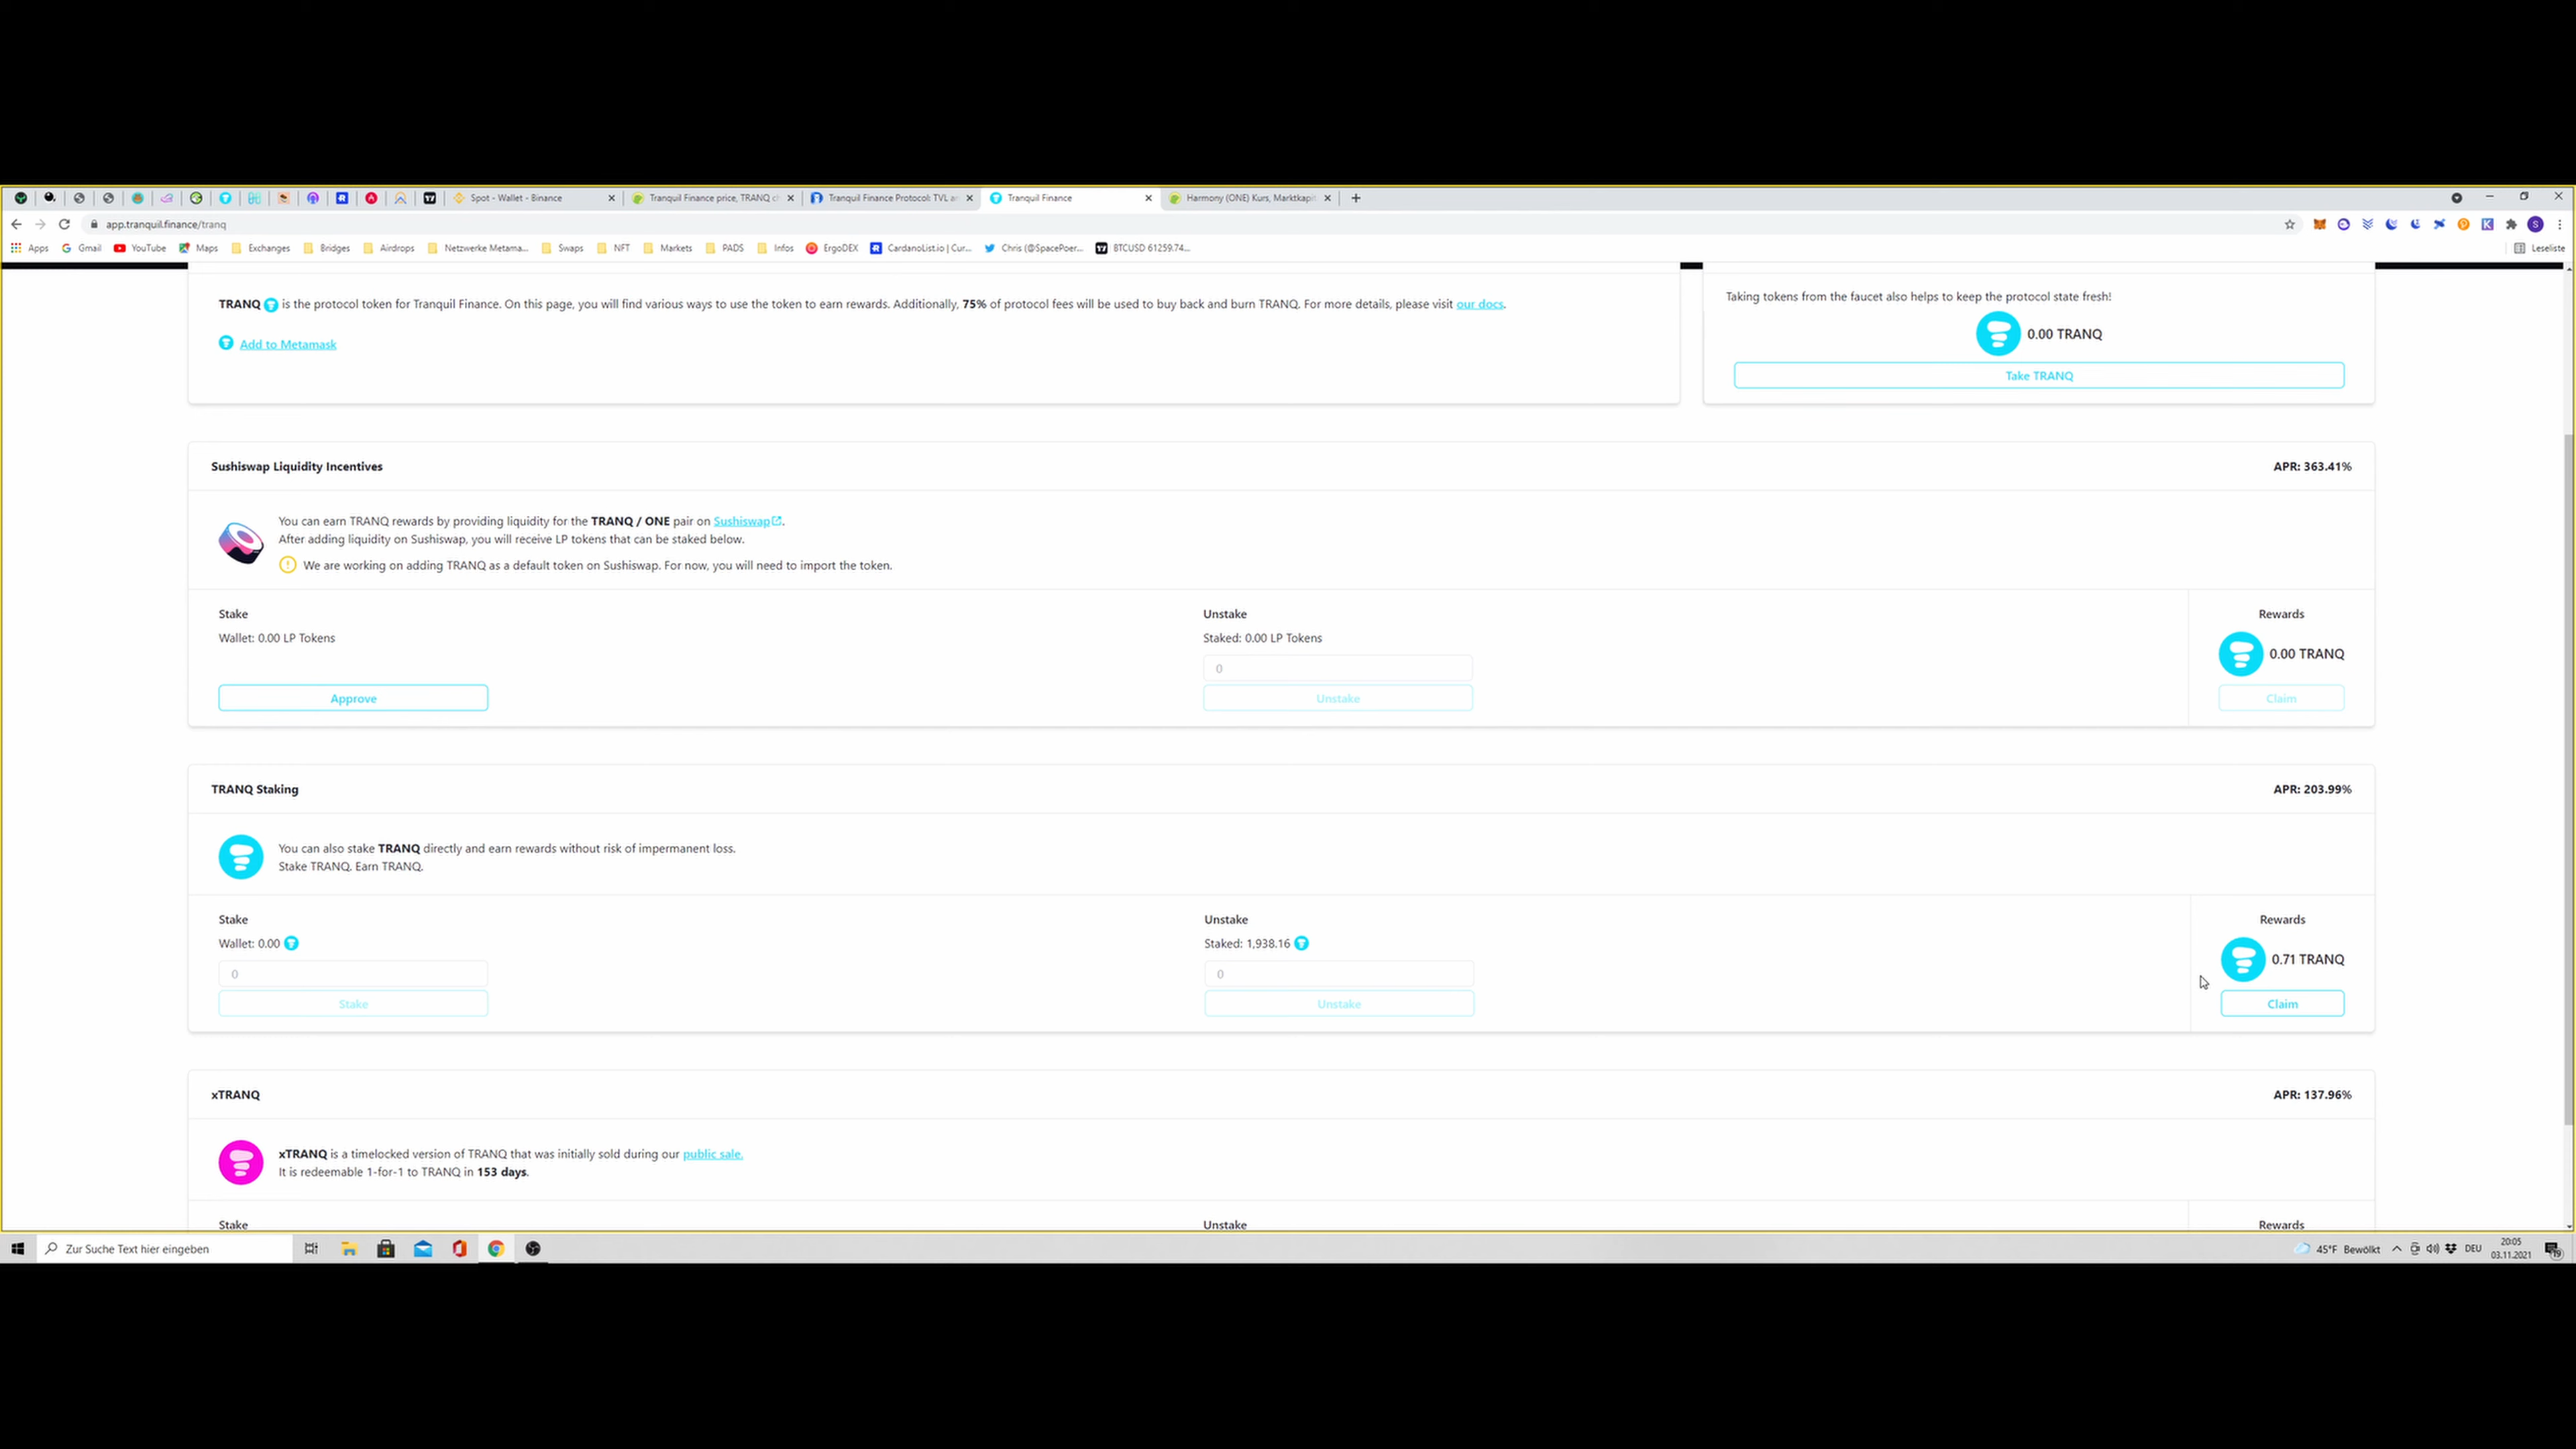 Spot - Wallet - Binance
Tranquil Finance price, TRANQ c
Tranquil Finance Protocol: TVL a
Tranquil Finance
Harmony (ONE) Kurs, Marktkapit
app.tranquil.finance/tranq
Apps
Gmail
YouTube
Maps
Exchanges
Bridges
Airdrops
Netzwerke Metama...
Swaps
NFT
Markets
PADS
Infos
ErgoDEX
CardanoList.io | Cur...
Chris (@SpacePoer...
BTCUSD 61259.74...
Leseliste
TRANQ is the protocol token for Tranquil Finance. On this page, you will find various ways to use the token to earn rewards. Additionally, 75% of protocol fees will be used to buy back and burn TRANQ. For more details, please visit our docs.
Add to Metamask
Taking tokens from the faucet also helps to keep the protocol state fresh!
0.00 TRANQ
Take TRANQ
Sushiswap Liquidity Incentives
APR: 363.41%
You can earn TRANQ rewards by providing liquidity for the TRANQ / ONE pair on Sushiswap.
After adding liquidity on Sushiswap, you will receive LP tokens that can be staked below.
We are working on adding TRANQ as a default token on Sushiswap. For now, you will need to import the token.
Stake
Wallet: 0.00 LP Tokens
Approve
Unstake
Staked: 0.00 LP Tokens
0
Unstake
Rewards
0.00 TRANQ
Claim
TRANQ Staking
APR: 203.99%
You can also stake TRANQ directly and earn rewards without risk of impermanent loss.
Stake TRANQ. Earn TRANQ.
Stake
Wallet: 0.00
0
Stake
Unstake
Staked: 1,938.16
0
Unstake
Rewards
0.71 TRANQ
Claim
xTRANQ
APR: 137.96%
xTRANQ is a timelocked version of TRANQ that was initially sold during our public sale.
It is redeemable 1-for-1 to TRANQ in 153 days.
Stake
Unstake
Rewards
Zur Suche Text hier eingeben
45°F Bewölkt
DEU
20:05
03.11.2021